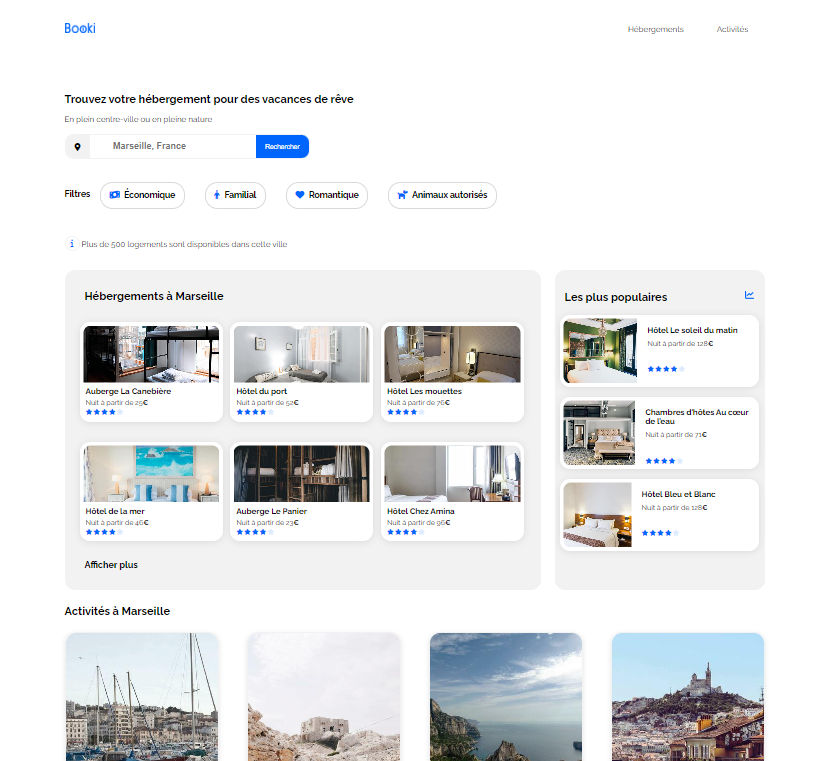 Booki
Hébergements
Activités
Trouvez votre hébergement pour des vacances de rêve
En plein centre-ville ou en pleine nature
Marseille, France
Rechercher
Filtres
Économique
Familial
Romantique
Animaux autorisés
Plus de 500 logements sont disponibles dans cette ville
Hébergements à Marseille
Auberge La Canebière
Nuit à partir de 25€
Hôtel du port
Nuit à partir de 52€
Hôtel Les mouettes
Nuit à partir de 76€
Hôtel de la mer
Nuit à partir de 46€
Auberge Le Panier
Nuit à partir de 23€
Hôtel Chez Amina
Nuit à partir de 96€
Afficher plus
Les plus populaires
Hôtel Le soleil du matin
Nuit à partir de 128€
Chambres d'hôtes Au cœur
de l'eau
Nuit à partir de 71€
Hôtel Bleu et Blanc
Nuit à partir de 128€
Activités à Marseille